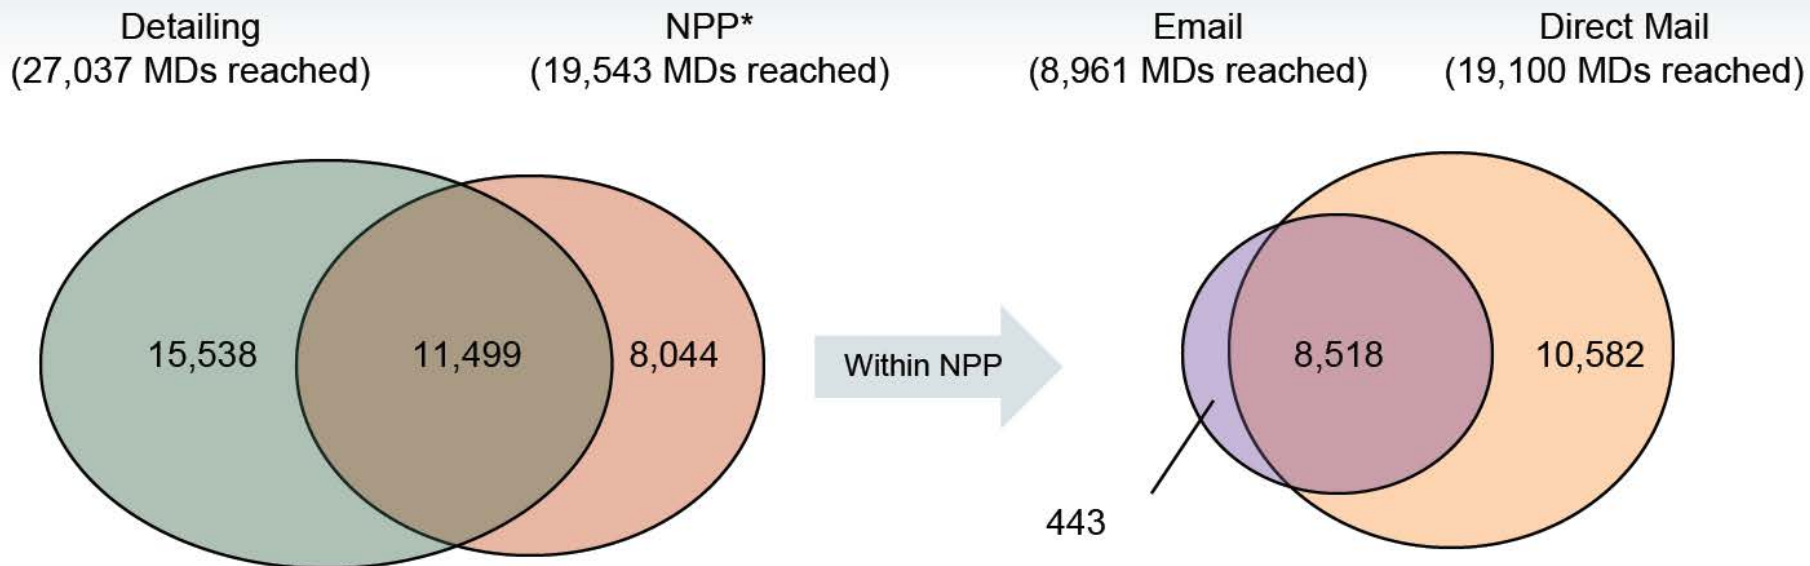 Detailing
(27,037 MDs reached)
NPP*
(19,543 MDs reached)
Email
(8,961 MDs reached)
Direct Mail
(19,100 MDs reached)
15,538
11,499
8,044
Within NPP
8,518
10,582
443